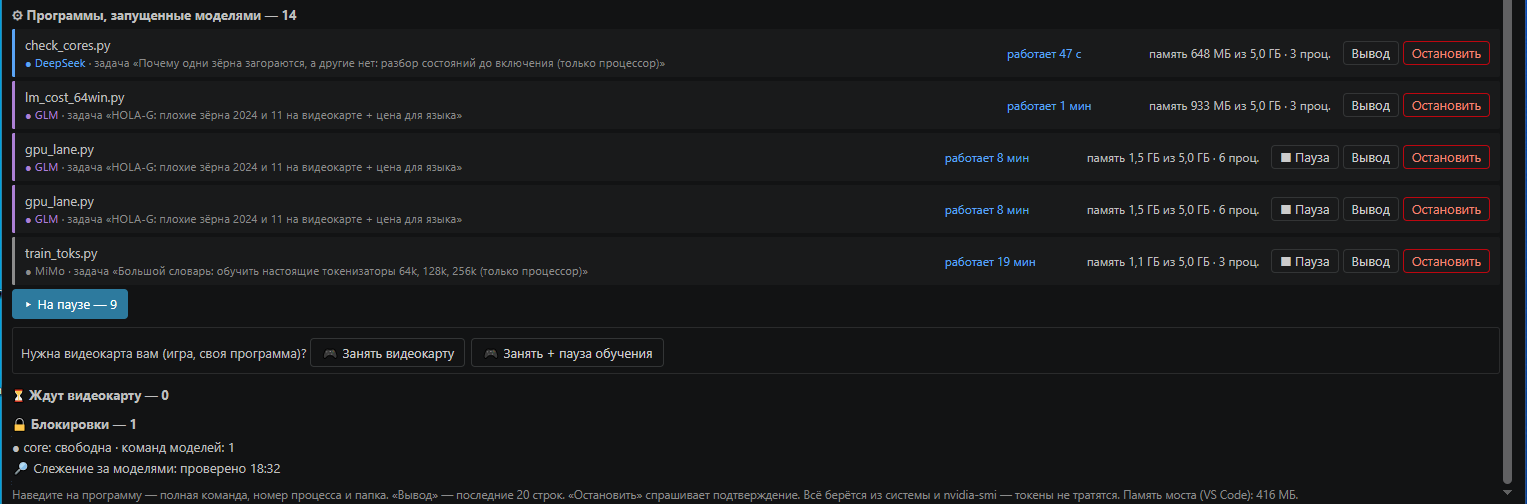 ⚙ Программы, запущенные моделями — 14
check_cores.py
● DeepSeek · задача «Почему одни зёрна загораются, а другие нет: разбор состояний до включения (только процессор)»
работает 47 с
память 648 МБ из 5,0 ГБ · 3 проц.
Вывод
Остановить
lm_cost_64win.py
● GLM · задача «HOLA-G: плохие зёрна 2024 и 11 на видеокарте + цена для языка»
работает 1 мин
память 933 МБ из 5,0 ГБ · 3 проц.
Вывод
Остановить
gpu_lane.py
● GLM · задача «HOLA-G: плохие зёрна 2024 и 11 на видеокарте + цена для языка»
работает 8 мин
память 1,5 ГБ из 5,0 ГБ · 6 проц.
Пауза
Вывод
Остановить
gpu_lane.py
● GLM · задача «HOLA-G: плохие зёрна 2024 и 11 на видеокарте + цена для языка»
работает 8 мин
память 1,5 ГБ из 5,0 ГБ · 6 проц.
Пауза
Вывод
Остановить
train_toks.py
● MiMo · задача «Большой словарь: обучить настоящие токенизаторы 64k, 128k, 256k (только процессор)»
работает 19 мин
память 1,1 ГБ из 5,0 ГБ · 3 проц.
Пауза
Вывод
Остановить
▸ На паузе — 9
Нужна видеокарта вам (игра, своя программа)?
🎮 Занять видеокарту
🎮 Занять + пауза обучения
⏳ Ждут видеокарту — 0
🔒 Блокировки — 1
● core: свободна · команд моделей: 1
🔎 Слежение за моделями: проверено 18:32
Наведите на программу — полная команда, номер процесса и папка. «Вывод» — последние 20 строк. «Остановить» спрашивает подтверждение. Всё берётся из системы и nvidia-smi — токены не тратятся. Память моста (VS Code): 416 МБ.